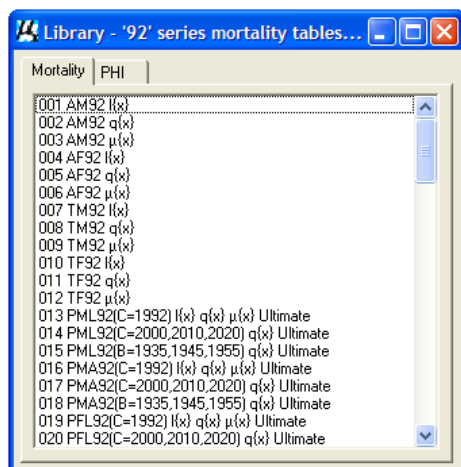 Library - '92' series mortality tables...
Mortality PHI
001 AM92 l{x}
002 AM92 q{x}
003 AM92 µ{x}
004 AF92 l{x}
005 AF92 q{x}
006 AF92 µ{x}
007 TM92 l{x}
008 TM92 q{x}
009 TM92 µ{x}
010 TF92 l{x}
011 TF92 q{x}
012 TF92 µ{x}
013 PML92(C=1992) l{x} q{x} µ{x} Ultimate
014 PML92(C=2000,2010,2020) q{x} Ultimate
015 PML92(B=1935,1945,1955) q{x} Ultimate
016 PMA92(C=1992) l{x} q{x} µ{x} Ultimate
017 PMA92(C=2000,2010,2020) q{x} Ultimate
018 PMA92(B=1935,1945,1955) q{x} Ultimate
019 PFL92(C=1992) l{x} q{x} µ{x} Ultimate
020 PFL92(C=2000,2010,2020) q{x} Ultimate